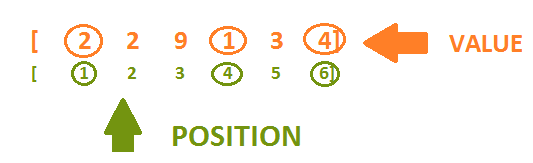 [ 2 2 9 1 3 4] VALUE
[ 1 2 3 4 5 6]
POSITION